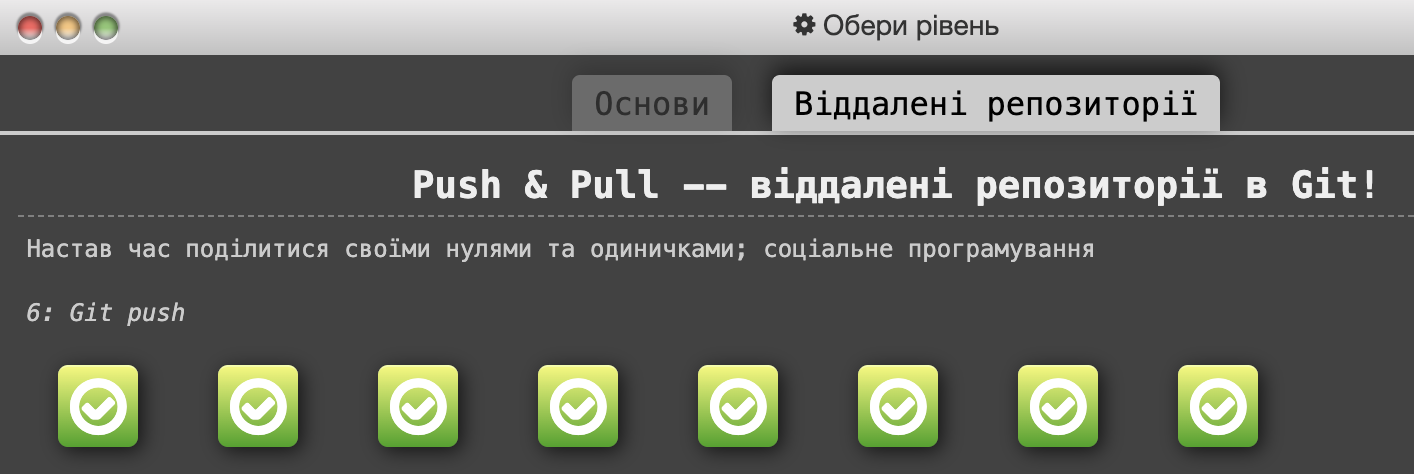 Обери рівень
Основи
Віддалені репозиторії
Push & Pull -- віддалені репозиторії в Git!
Настав час поділитися своїми нулями та одиничками; соціальне програмування
6: Git push